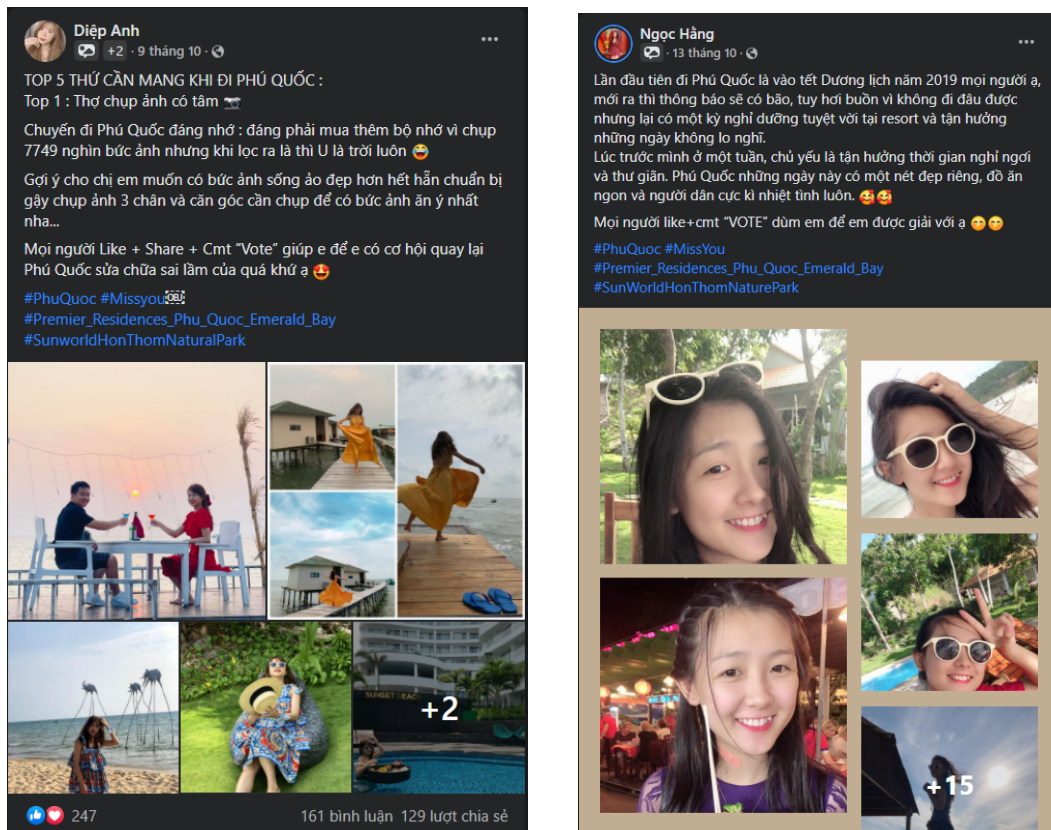 Diệp Anh
+2 · 9 tháng 10 ·
TOP 5 THỨ CẦN MANG KHI ĐI PHÚ QUỐC :
Top 1 : Thợ chụp ảnh có tâm 📷
Chuyến đi Phú Quốc đáng nhớ : đáng phải mua thêm bộ nhớ vì chụp
7749 nghìn bức ảnh nhưng khi lọc ra là thì U là trời luôn 😂
Gợi ý cho chị em muốn có bức ảnh sống ảo đẹp hơn hết hẵn chuẩn bị
gậy chụp ảnh 3 chân và căn góc cần chụp để có bức ảnh ăn ý nhất
nha...
Mọi người Like + Share + Cmt “Vote” giúp e để e có cơ hội quay lại
Phú Quốc sửa chữa sai lầm của quá khứ ạ 🤩
#PhuQuoc #Missyou￼
#Premier_Residences_Phu_Quoc_Emerald_Bay
#SunworldHonThomNaturalPark
SUNSET BEACH
+2
247
161 bình luận 129 lượt chia sẻ
Ngọc Hằng
· 13 tháng 10 ·
Lần đầu tiên đi Phú Quốc là vào tết Dương lịch năm 2019 mọi người ạ,
mới ra thì thông báo sẽ có bão, tuy hơi buồn vì không đi đâu được
nhưng lại có một kỳ nghỉ dưỡng tuyệt vời tại resort và tận hưởng
những ngày không lo nghĩ.
Lúc trước mình ở một tuần, chủ yếu là tận hưởng thời gian nghỉ ngơi
và thư giãn. Phú Quốc những ngày này có một nét đẹp riêng, đồ ăn
ngon và người dân cực kì nhiệt tình luôn. 🥰🥰
Mọi người like+cmt “VOTE” dùm em để em được giải với ạ 😊😊
#PhuQuoc #MissYou
#Premier_Residences_Phu_Quoc_Emerald_Bay
#SunWorldHonThomNaturePark
+15